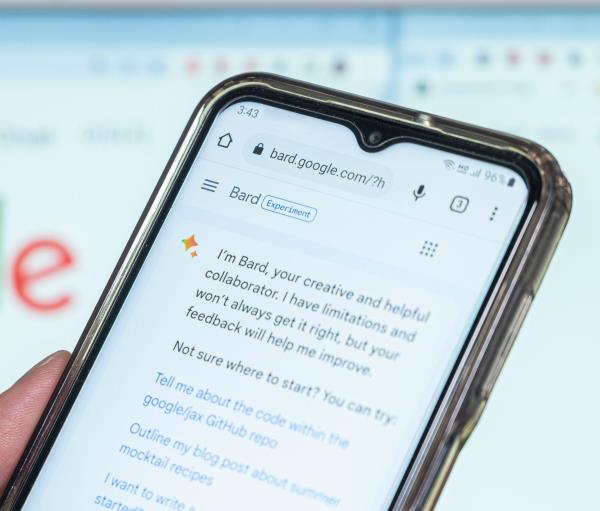 3:43
96%
bard.google.com/?h
3
Bard Experiment
I'm Bard, your creative and helpful
collaborator. I have limitations and
won't always get it right, but your
feedback will help me improve.
Not sure where to start? You can try:
Tell me about the code within the
google/jax GitHub repo
Outline my blog post about summer
mocktail recipes
I want to write a
started?
e